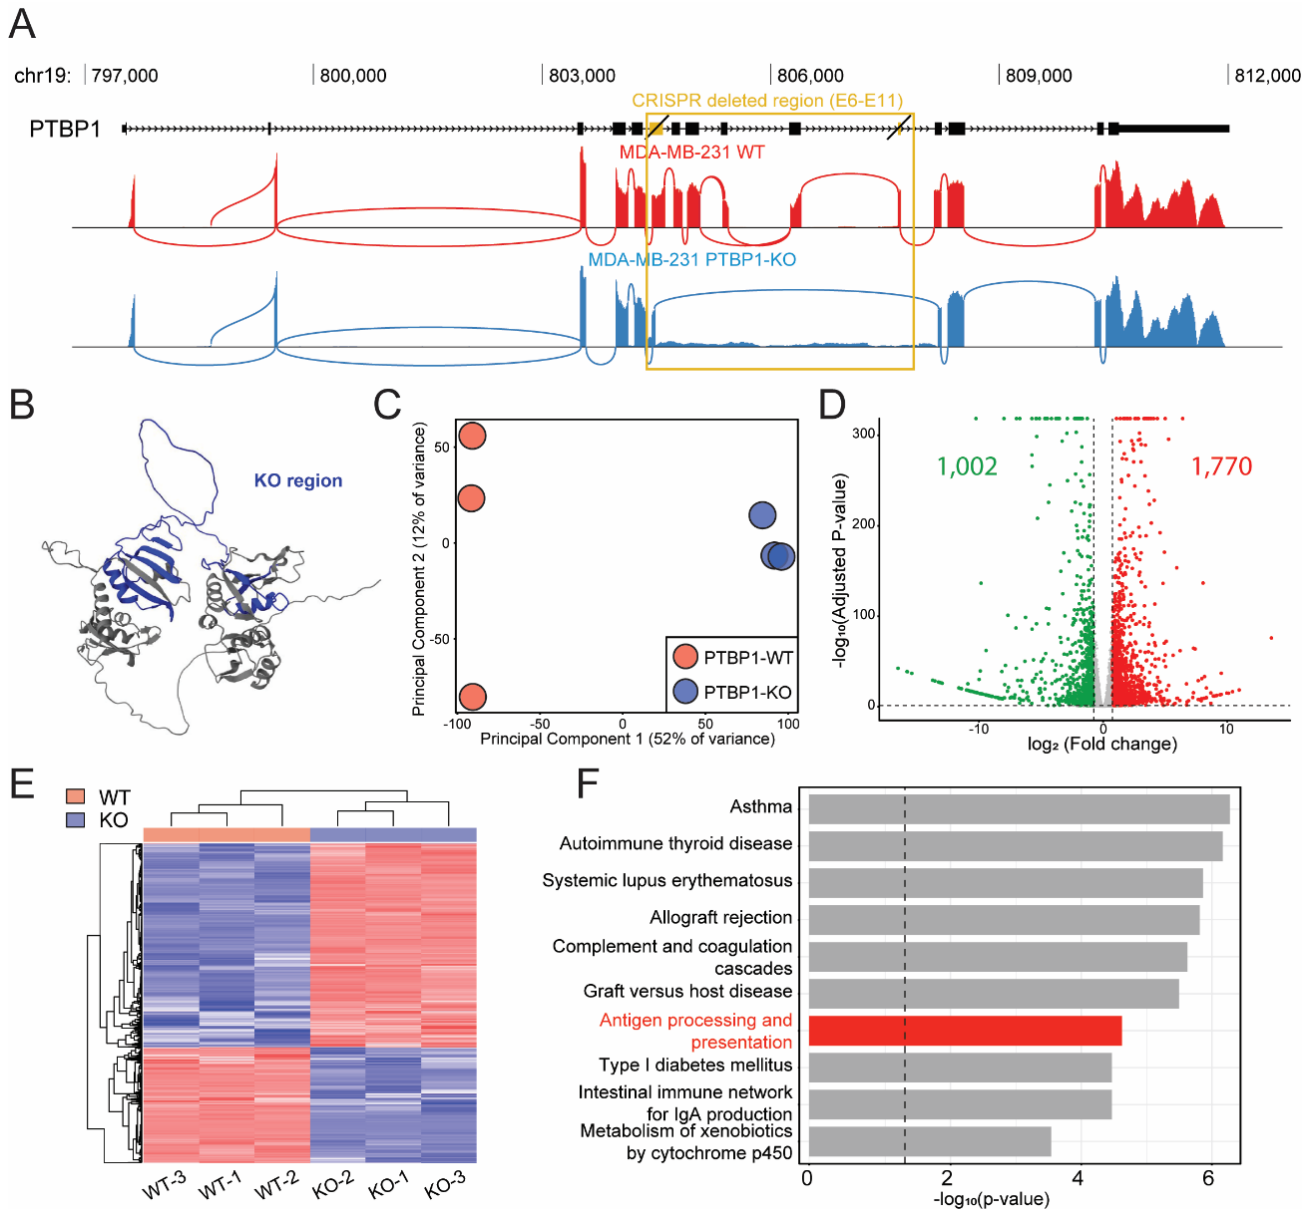 A
chr19: 797,000 800,000 803,000 806,000 809,000 812,000
CRISPR deleted region (E6-E11)
PTBP1
MDA-MB-231 WT
MDA-MB-231 PTBP1-KO
B
KO region
C
Principal Component 2 (12% of variance)
50
0
-50
PTBP1-WT
PTBP1-KO
-100 -50 0 50 100
Principal Component 1 (52% of variance)
D
-log₁₀(Adjusted P-value)
300
200
100
0
1,002 1,770
-10 0 10
log₂ (Fold change)
E
WT
KO
WT-3 WT-1 WT-2 KO-2 KO-1 KO-3
F
Asthma
Autoimmune thyroid disease
Systemic lupus erythematosus
Allograft rejection
Complement and coagulation
cascades
Graft versus host disease
Antigen processing and
presentation
Type I diabetes mellitus
Intestinal immune network
for IgA production
Metabolism of xenobiotics
by cytochrome p450
0 2 4 6
-log₁₀(p-value)